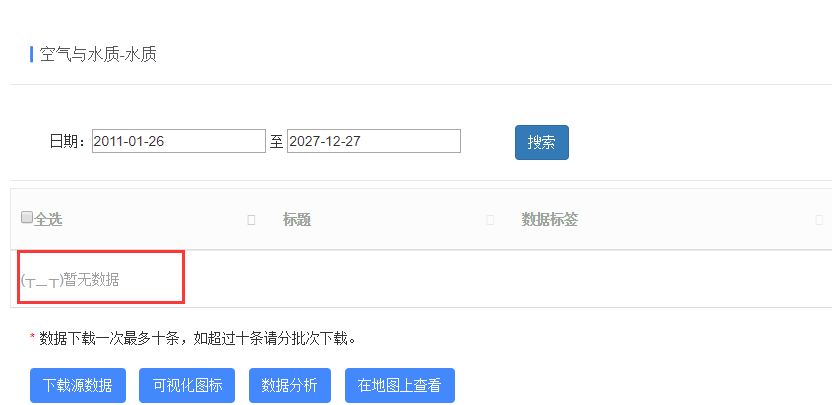 空气与水质-水质
日期：2011-01-26 至 2027-12-27 搜索
全选 标题 数据标签
(┬＿┬)暂无数据
* 数据下载一次最多十条，如超过十条请分批次下载。
下载源数据 可视化图标 数据分析 在地图上查看